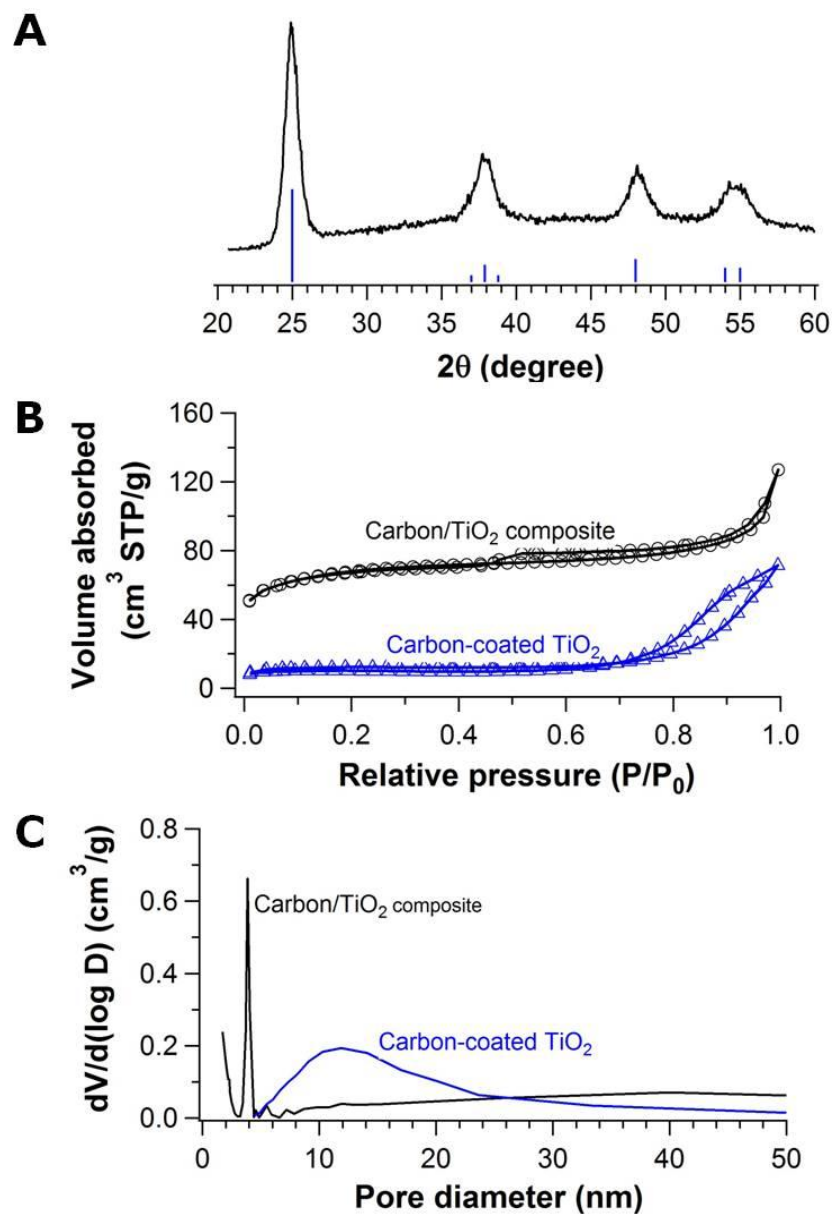 A
20 25 30 35 40 45 50 55 60
2θ (degree)
B
Volume absorbed
(cm³ STP/g)
160
120
80
40
0
Carbon/TiO₂ composite
Carbon-coated TiO₂
0.0 0.2 0.4 0.6 0.8 1.0
Relative pressure (P/P₀)
C
dV/d(log D) (cm³/g)
0.8
0.6
0.4
0.2
0.0
Carbon/TiO₂ composite
Carbon-coated TiO₂
0 10 20 30 40 50
Pore diameter (nm)